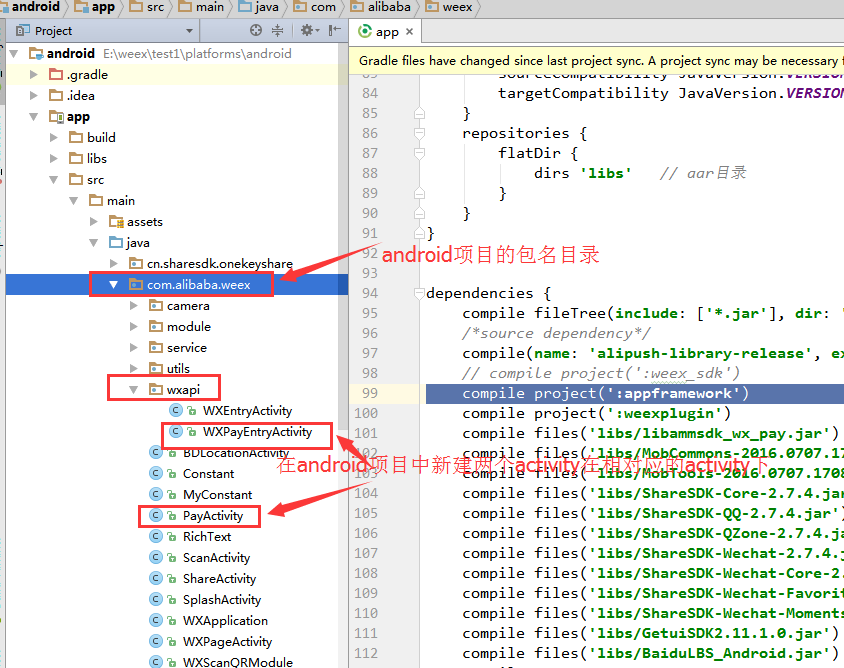 android app src main java com alibaba weex
Project
app
android E:\weex\test1\platforms\android
.gradle
.idea
app
build
libs
src
main
assets
java
cn.sharesdk.onekeyshare
com.alibaba.weex
camera
module
service
utils
wxapi
WXEntryActivity
WXPayEntryActivity
BDLocationActivity
Constant
MyConstant
PayActivity
RichText
ScanActivity
ShareActivity
SplashActivity
WXApplication
WXPageActivity
WXScanQRModule
android项目的包名目录
在android项目中新建两个activity在相对应的activity下
Gradle files have changed since last project sync. A project sync may be necessary f
83 sourceCompatibility JavaVersion.VERSION
84 targetCompatibility JavaVersion.VERSION
85 }
86 repositories {
87 flatDir {
88 dirs 'libs' // aar目录
89 }
90 }
91 }
92
93
94 dependencies {
95 compile fileTree(include: ['*.jar'], dir: '
96 /*source dependency*/
97 compile(name: 'alipush-library-release', ex
98 // compile project(':weex_sdk')
99 compile project(':appframework')
100 compile project(':weexplugin')
101 compile files('libs/libammsdk_wx_pay.jar')
102 compile files('libs/MobCommons-2016.0707.17
103 compile files('libs/MobTools-2016.0707.1708
104 compile files('libs/ShareSDK-Core-2.7.4.jar
105 compile files('libs/ShareSDK-QQ-2.7.4.jar')
106 compile files('libs/ShareSDK-QZone-2.7.4.ja
107 compile files('libs/ShareSDK-Wechat-2.7.4.j
108 compile files('libs/ShareSDK-Wechat-Core-2.
109 compile files('libs/ShareSDK-Wechat-Favorit
110 compile files('libs/ShareSDK-Wechat-Moments
111 compile files('libs/GetuiSDK2.11.1.0.jar')
112 compile files('libs/BaiduLBS_Android.jar')